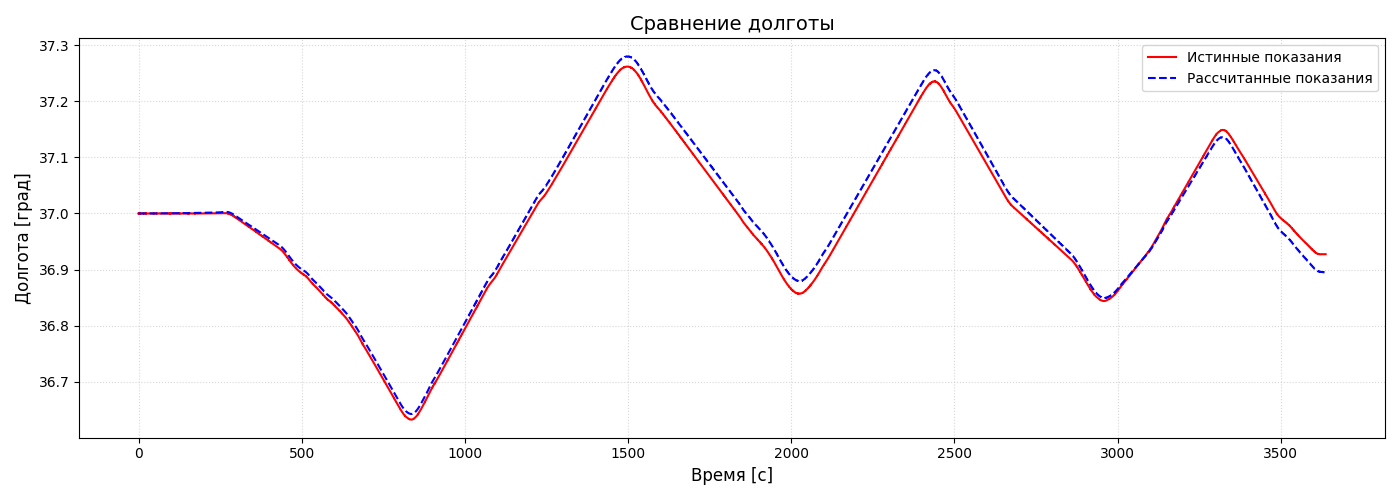 Сравнение долготы
Истинные показания
Рассчитанные показания
Долгота [град]
37.3
37.2
37.1
37.0
36.9
36.8
36.7
0 500 1000 1500 2000 2500 3000 3500
Время [с]